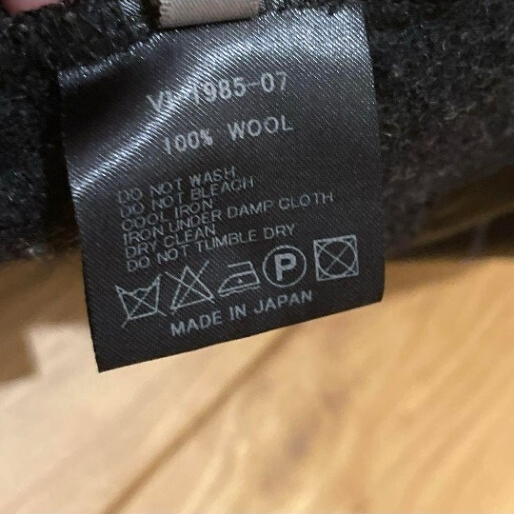 VI-1985-07
100% WOOL
DO NOT WASH
DO NOT BLEACH
COOL IRON
IRON UNDER DAMP CLOTH
DRY CLEAN
DO NOT TUMBLE DRY
P
MADE IN JAPAN